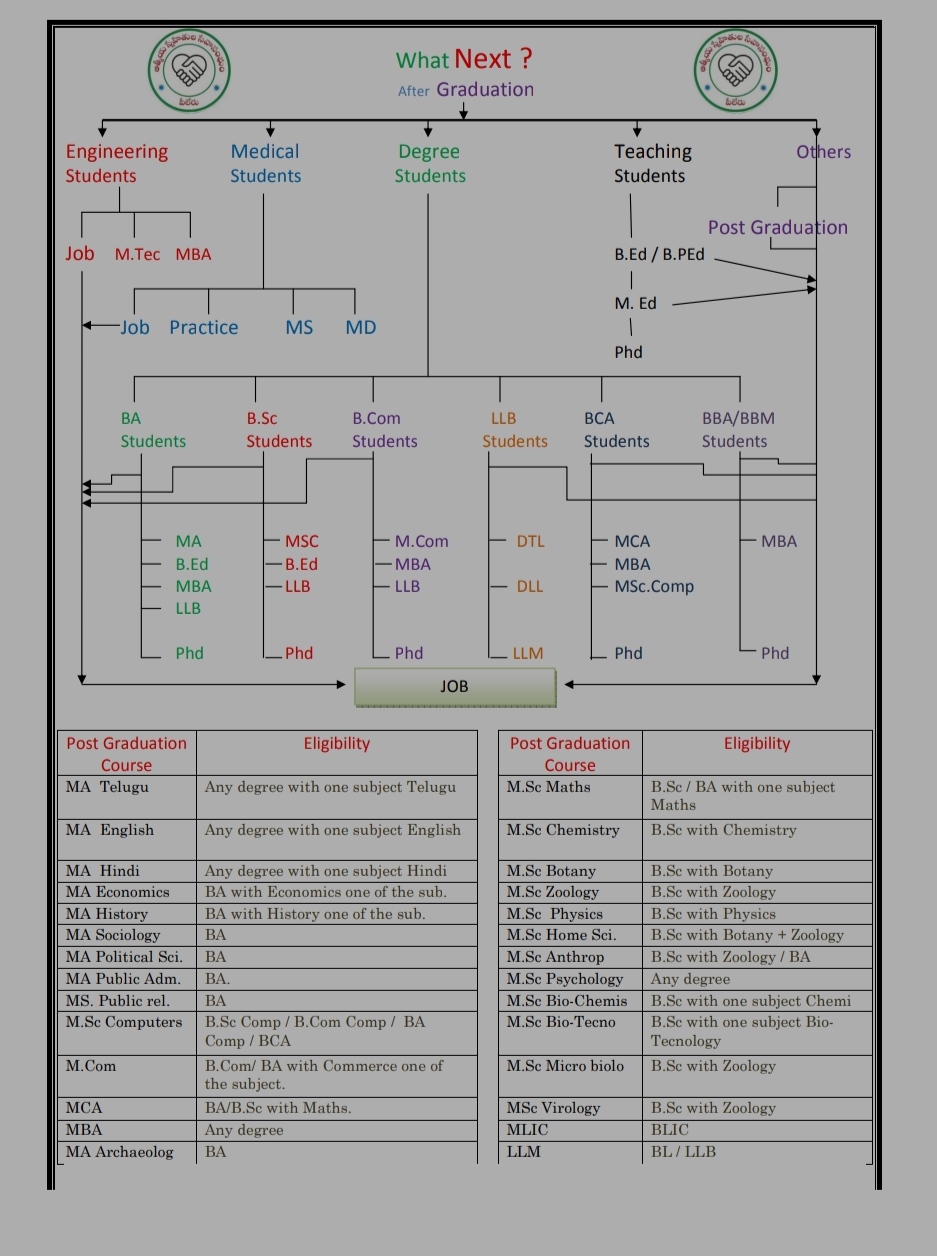 ఆత్మీయ స్నేహితుల సేవాసంఘం
పీలేరు
What Next ?
After Graduation
ఆత్మీయ స్నేహితుల సేవాసంఘం
పీలేరు
Engineering Students
Medical Students
Degree Students
Teaching Students
Others
Post Graduation
Job M.Tec MBA
B.Ed / B.PEd
M. Ed
Job Practice MS MD
Phd
BA Students
B.Sc Students
B.Com Students
LLB Students
BCA Students
BBA/BBM Students
MA MSC M.Com DTL MCA MBA
B.Ed B.Ed MBA MBA
MBA LLB LLB DLL MSc.Comp
LLB
Phd Phd Phd LLM Phd Phd
JOB
Post Graduation Course Eligibility
MA Telugu Any degree with one subject Telugu
MA English Any degree with one subject English
MA Hindi Any degree with one subject Hindi
MA Economics BA with Economics one of the sub.
MA History BA with History one of the sub.
MA Sociology BA
MA Political Sci. BA
MA Public Adm. BA.
MS. Public rel. BA
M.Sc Computers B.Sc Comp / B.Com Comp / BA
Comp / BCA
M.Com B.Com/ BA with Commerce one of
the subject.
MCA BA/B.Sc with Maths.
MBA Any degree
MA Archaeolog BA
Post Graduation Course Eligibility
M.Sc Maths B.Sc / BA with one subject
Maths
M.Sc Chemistry B.Sc with Chemistry
M.Sc Botany B.Sc with Botany
M.Sc Zoology B.Sc with Zoology
M.Sc Physics B.Sc with Physics
M.Sc Home Sci. B.Sc with Botany + Zoology
M.Sc Anthrop B.Sc with Zoology / BA
M.Sc Psychology Any degree
M.Sc Bio-Chemis B.Sc with one subject Chemi
M.Sc Bio-Tecno B.Sc with one subject Bio-
Tecnology
M.Sc Micro biolo B.Sc with Zoology
MSc Virology B.Sc with Zoology
MLIC BLIC
LLM BL / LLB